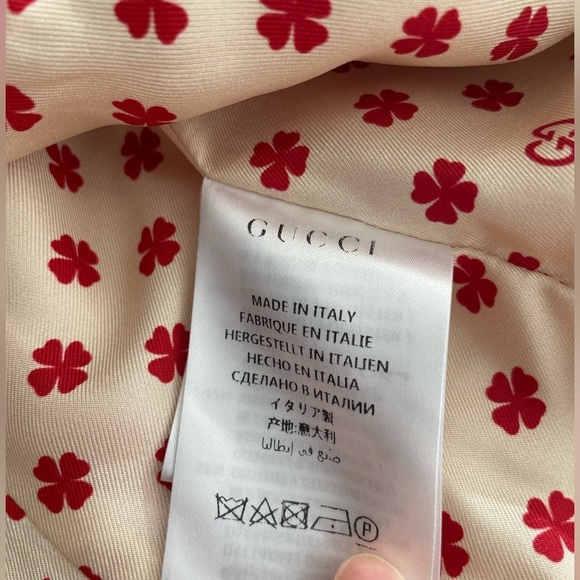 GUCCI
MADE IN ITALY
FABRIQUE EN ITALIE
HERGESTELLT IN ITALIEN
HECHO EN ITALIA
СДЕЛАНО В ИТАЛИИ
イタリア製
产地:意大利
صنع في إيطاليا
P